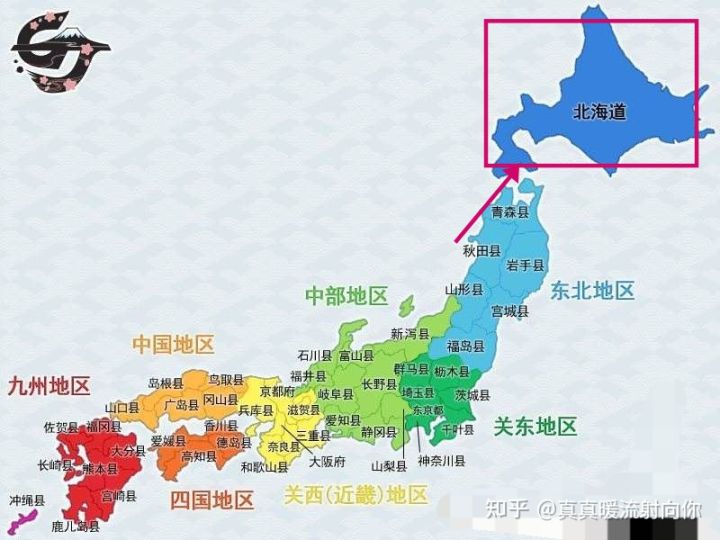 北海道
青森县
秋田县
岩手县
山形县
东北地区
宫城县
中部地区
新泻县
福岛县
中国地区
石川县
富山县
群马县
栃木县
九州地区
岛根县
鸟取县
京都府
福井县
岐阜县
长野县
埼玉县
茨城县
山口县
广岛县
冈山县
兵库县
滋贺县
东京都
佐贺县
福冈县
香川县
爱知县
静冈县
千叶县
关东地区
爱媛县
德岛县
三重县
大分县
高知县
奈良县
长崎县
熊本县
和歌山县
大阪府
山梨县
神奈川县
宫崎县
四国地区
关西(近畿)地区
冲绳县
鹿儿岛县
知乎 @真真暖流射向你